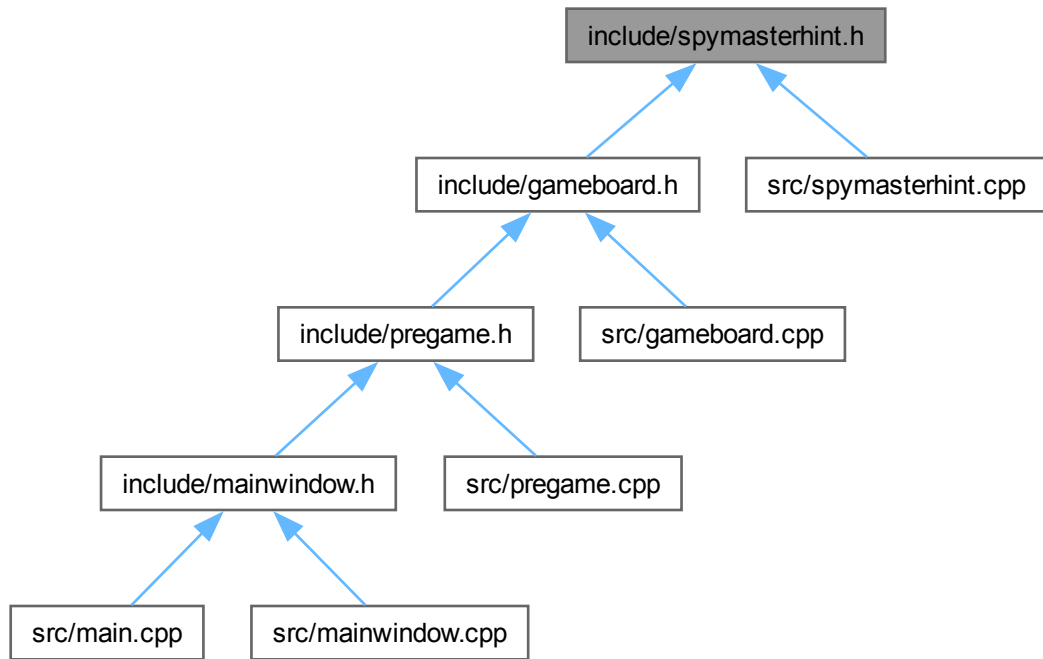 include/spymasterhint.h
include/gameboard.h
src/spymasterhint.cpp
include/pregame.h
src/gameboard.cpp
include/mainwindow.h
src/pregame.cpp
src/main.cpp
src/mainwindow.cpp